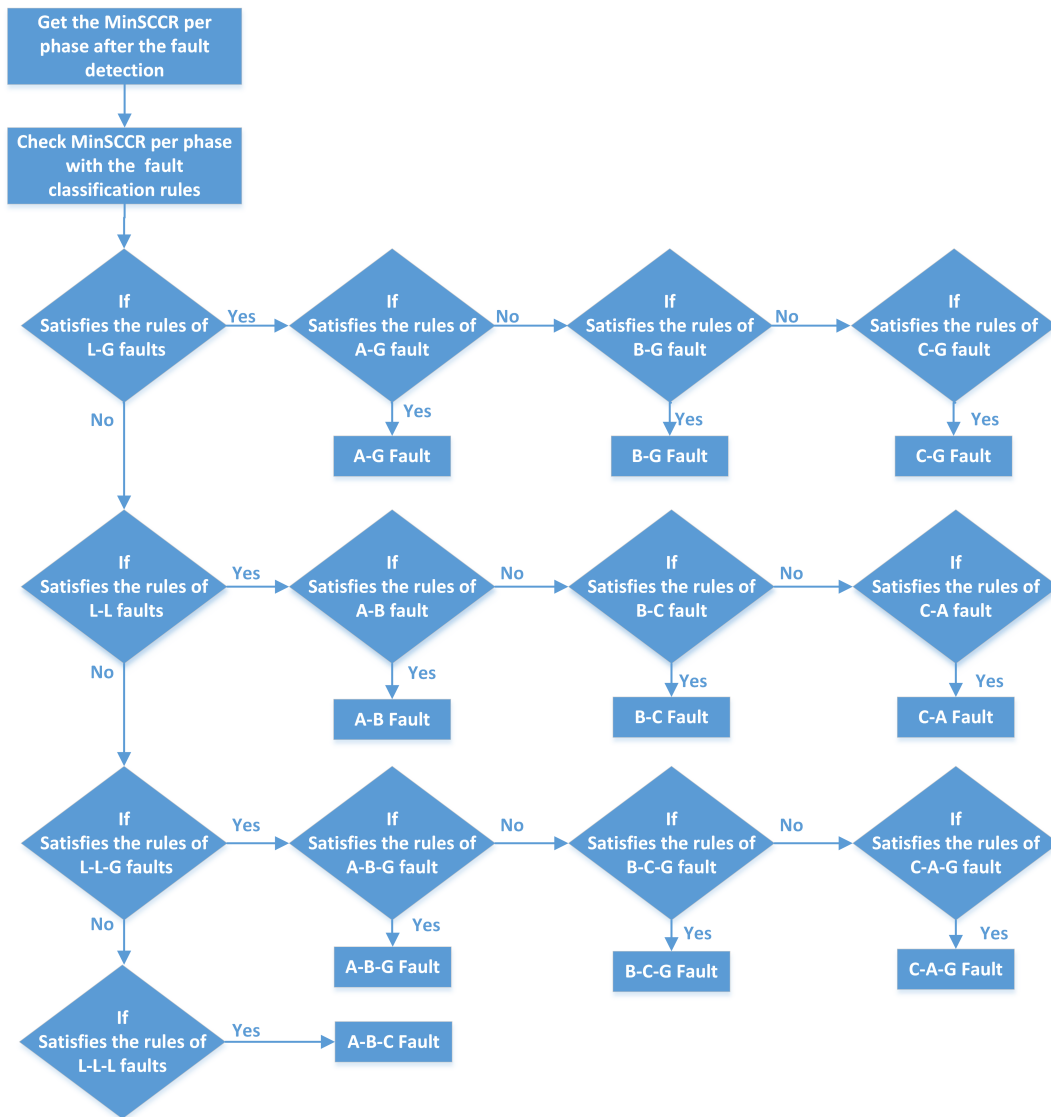 Get the MinSCCR per
phase after the fault
detection
Check MinSCCR per phase
with the fault
classification rules
If
Satisfies the rules of
L-G faults
Yes
If
Satisfies the rules of
A-G fault
No
If
Satisfies the rules of
B-G fault
No
If
Satisfies the rules of
C-G fault
No
Yes
Yes
Yes
A-G Fault
B-G Fault
C-G Fault
If
Satisfies the rules of
L-L faults
Yes
If
Satisfies the rules of
A-B fault
No
If
Satisfies the rules of
B-C fault
No
If
Satisfies the rules of
C-A fault
No
Yes
Yes
Yes
A-B Fault
B-C Fault
C-A Fault
If
Satisfies the rules of
L-L-G faults
Yes
If
Satisfies the rules of
A-B-G fault
No
If
Satisfies the rules of
B-C-G fault
No
If
Satisfies the rules of
C-A-G fault
No
Yes
Yes
Yes
A-B-G Fault
B-C-G Fault
C-A-G Fault
If
Satisfies the rules of
L-L-L faults
Yes
A-B-C Fault